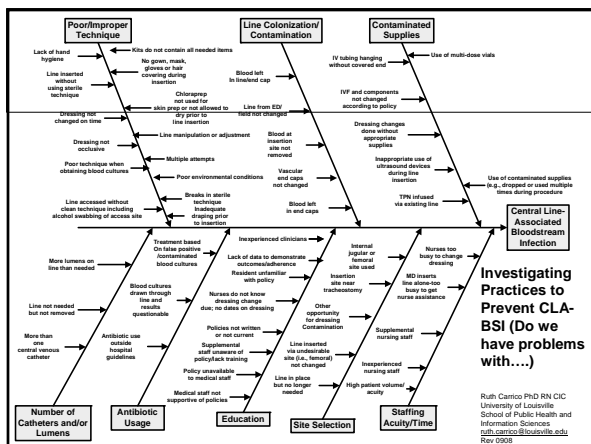 Poor/Improper
Technique
Line Colonization/
Contamination
Contaminated
Supplies
Lack of hand
hygiene
Kits do not contain all needed items
No gown, mask,
gloves or hair
covering during
insertion
Line inserted
without
using sterile
technique
Chloraprep
not used for
skin prep or not allowed to
dry prior to
line insertion
Dressing not
changed on time
Line manipulation or adjustment
Dressing not
occlusive
Multiple attempts
Poor technique when
obtaining blood cultures
Poor environmental conditions
Line accessed without
clean technique including
alcohol swabbing of access site
Breaks in sterile
technique
Inadequate
draping prior
to insertion
Blood left
In line/end cap
Line from ED/
field not changed
Blood at
insertion
site not
removed
Vascular
end caps
not changed
Blood left
in end caps
IV tubing hanging
without covered end
Use of multi-dose vials
IVF and components
not changed
according to policy
Dressing changes
done without
appropriate
supplies
Inappropriate use of
ultrasound devices
during line
insertion
TPN infused
via existing line
Use of contaminated supplies
(e.g., dropped or used multiple
times during procedure
Central Line-
Associated
Bloodstream
Infection
More lumens on
line than needed
Line not needed
but not removed
More than
one central
venous
catheter
Number of
Catheters and/or
Lumens
Treatment based
On false positive
/contaminated
blood cultures
Blood cultures
drawn through
line and results
questionable
Antibiotic use
outside
hospital
guidelines
Antibiotic
Usage
Inexperienced clinicians
Lack of data to demonstrate
outcomes/adherence
Resident unfamiliar
with policy
Nurses do not know
dressing change
due; no dates on dressing
Policies not written
or not current
Supplemental
staff unaware of
policy/lack training
Policy unavailable
to medical staff
Medical staff not
supportive of policies
Education
Internal
jugular or
femoral
site used
Insertion
site near
tracheostomy
Other
opportunity
for dressing
Contamination
Line inserted
via undesirable
site (i.e., femoral)
not changed
Line in place
but no longer
needed
Site Selection
Nurses too
busy to change
dressing
MD inserts
line alone-too
busy to get
nurse assistance
Supplemental
nursing staff
Inexperienced
nursing staff
High patient volume/
acuity
Staffing
Acuity/Time
Investigating
Practices to
Prevent CLA-
BSI (Do we
have problems
with....)
Ruth Carrico PhD RN CIC
University of Louisville
School of Public Health and
Information Sciences
ruth.carrico@louisville.edu
Rev 0908